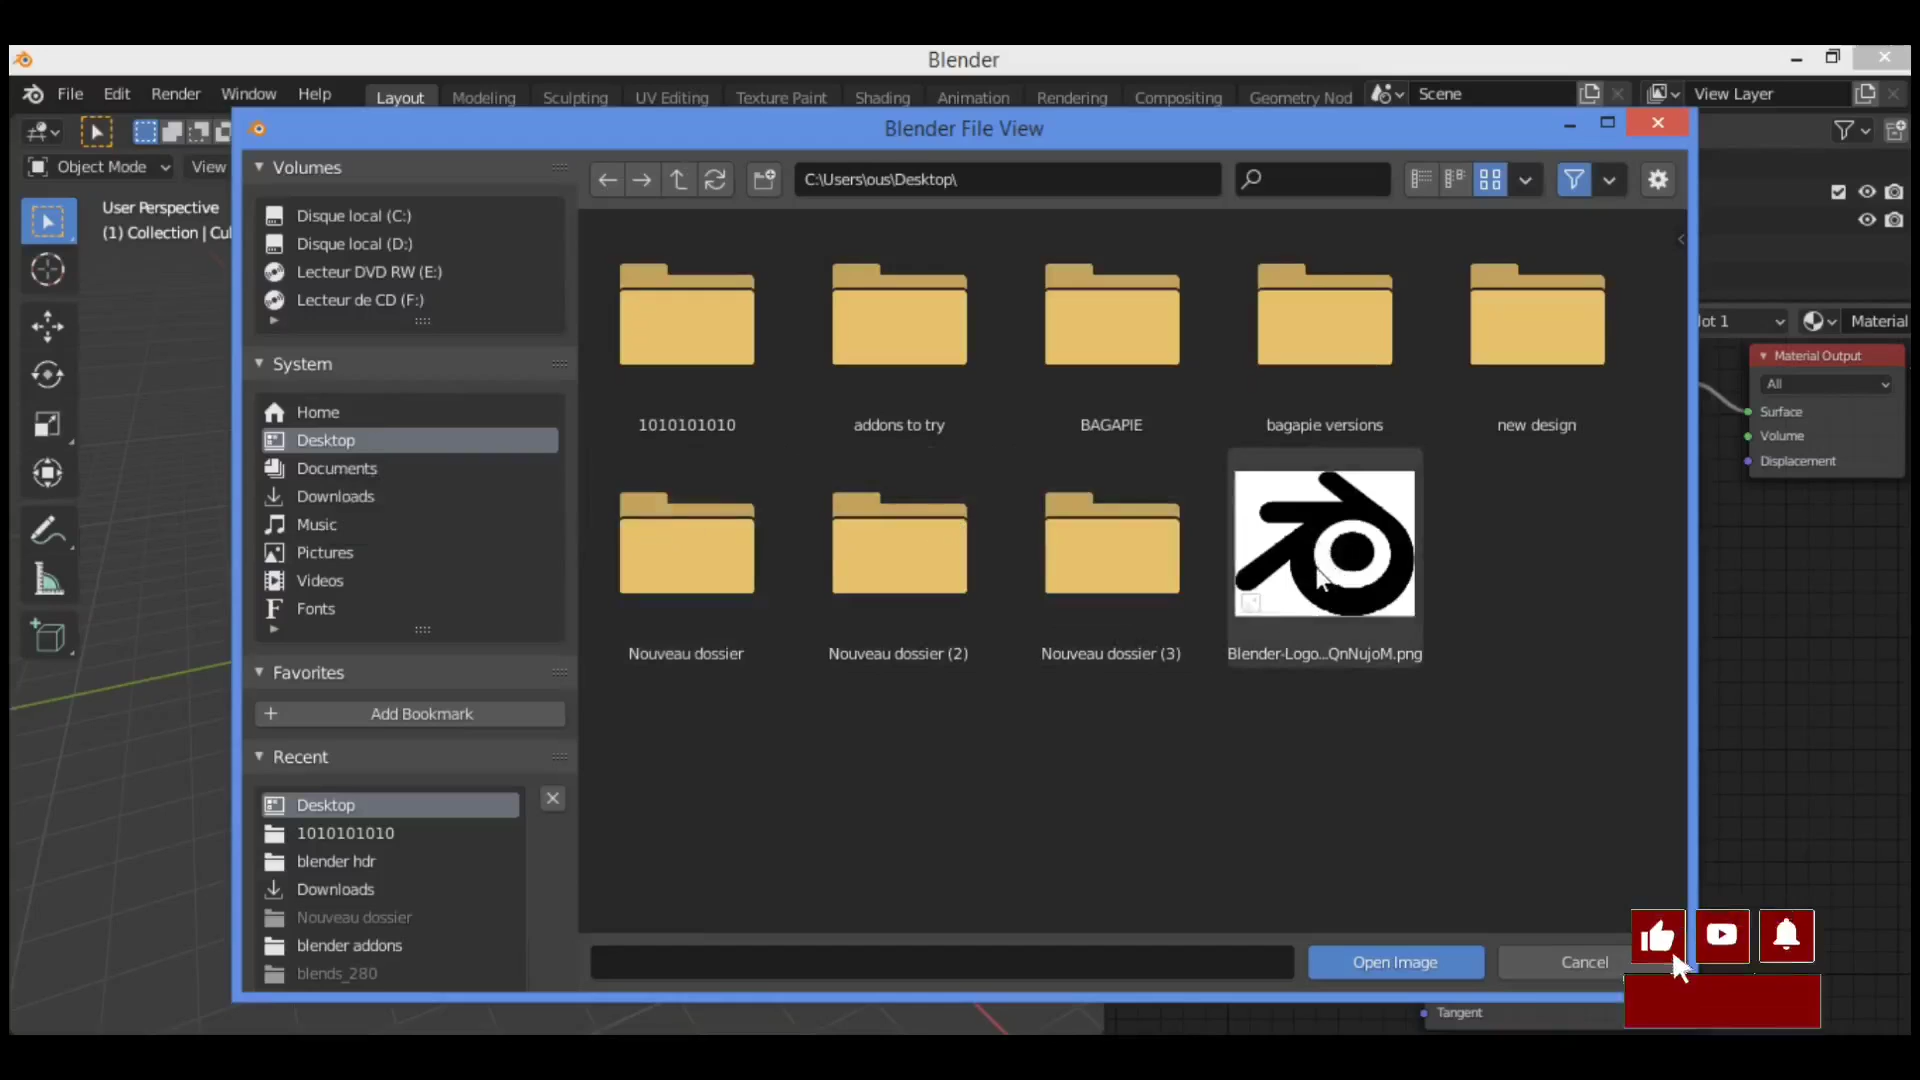 Blender
File Edit Render Window Help Layout Modeling Sculpting UV Editing Texture Paint Shading Animation Rendering Compositing Geometry Nod Scene View Layer
Blender File View
Object Mode View
User Perspective
(1) Collection | Cu
Volumes
Disque local (C:)
Disque local (D:)
Lecteur DVD RW (E:)
Lecteur de CD (F:)
System
Home
Desktop
Documents
Downloads
Music
Pictures
Videos
Fonts
Favorites
Add Bookmark
Recent
Desktop
1010101010
blender hdr
Downloads
Nouveau dossier
blender addons
blends_280
C:\Users\ous\Desktop\
1010101010 addons to try BAGAPIE bagapie versions new design
Nouveau dossier Nouveau dossier (2) Nouveau dossier (3) Blender-Logo...QnNujoM.png
Open Image Cancel
lot 1 Material
Material Output
All
Surface
Volume
Displacement
Tangent